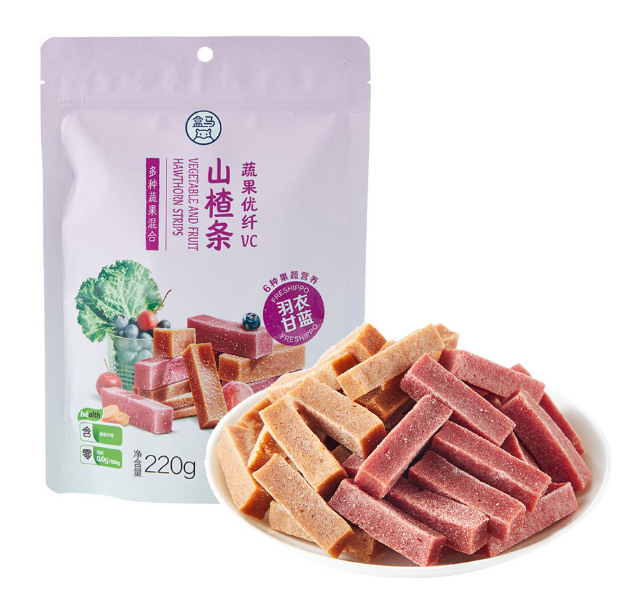 盒马
蔬果优纤VC
山楂条
VEGETABLE AND FRUIT
HAWTHORN STRIPS
多种蔬果混合
6种果蔬营养
FRESHIPPO
羽衣
甘蓝
FRESHIPPO
health
含
零
0.0g
净含量 220g